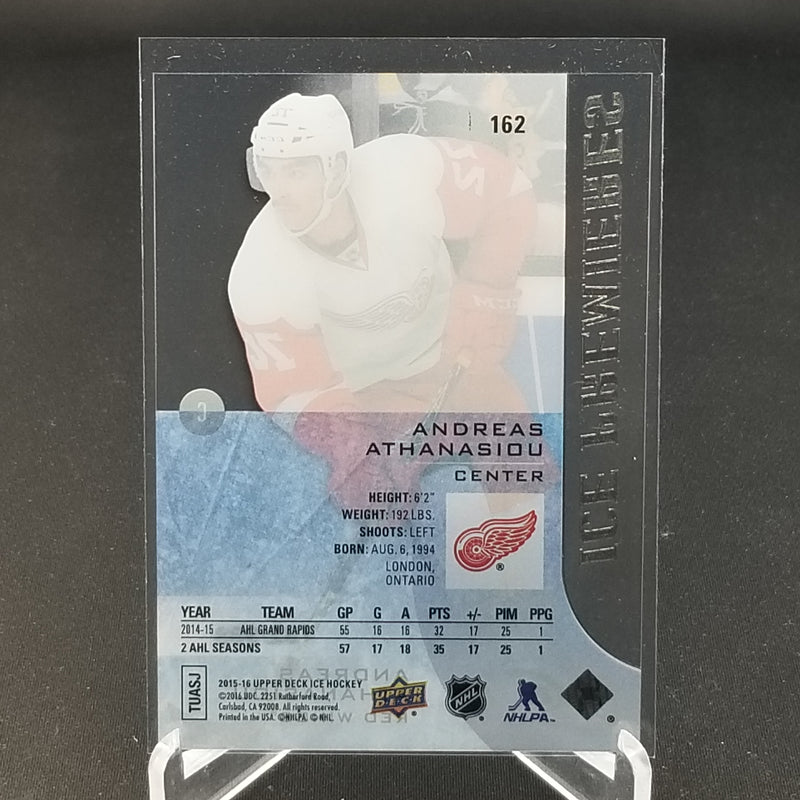 162
ANDREAS
ATHANASIOU
CENTER
HEIGHT: 6'2"
WEIGHT: 192 LBS.
SHOOTS: LEFT
BORN: AUG. 6, 1994
LONDON,
ONTARIO
®
YEAR TEAM GP G A PTS +/- PIM PPG
2014-15 AHL GRAND RAPIDS 55 16 16 32 17 25 1
2 AHL SEASONS 57 17 18 35 17 25 1
TUASJ
2015-16 UPPER DECK ICE HOCKEY
©2016 UDC. 2251 Rutherford Road,
Carlsbad, CA 92008. All rights reserved.
Printed in the USA. ©NHLPA. © NHL.
UPPER DECK
NHL
NHLPA
ICE PREMIERES
C
ANDREAS
RED W